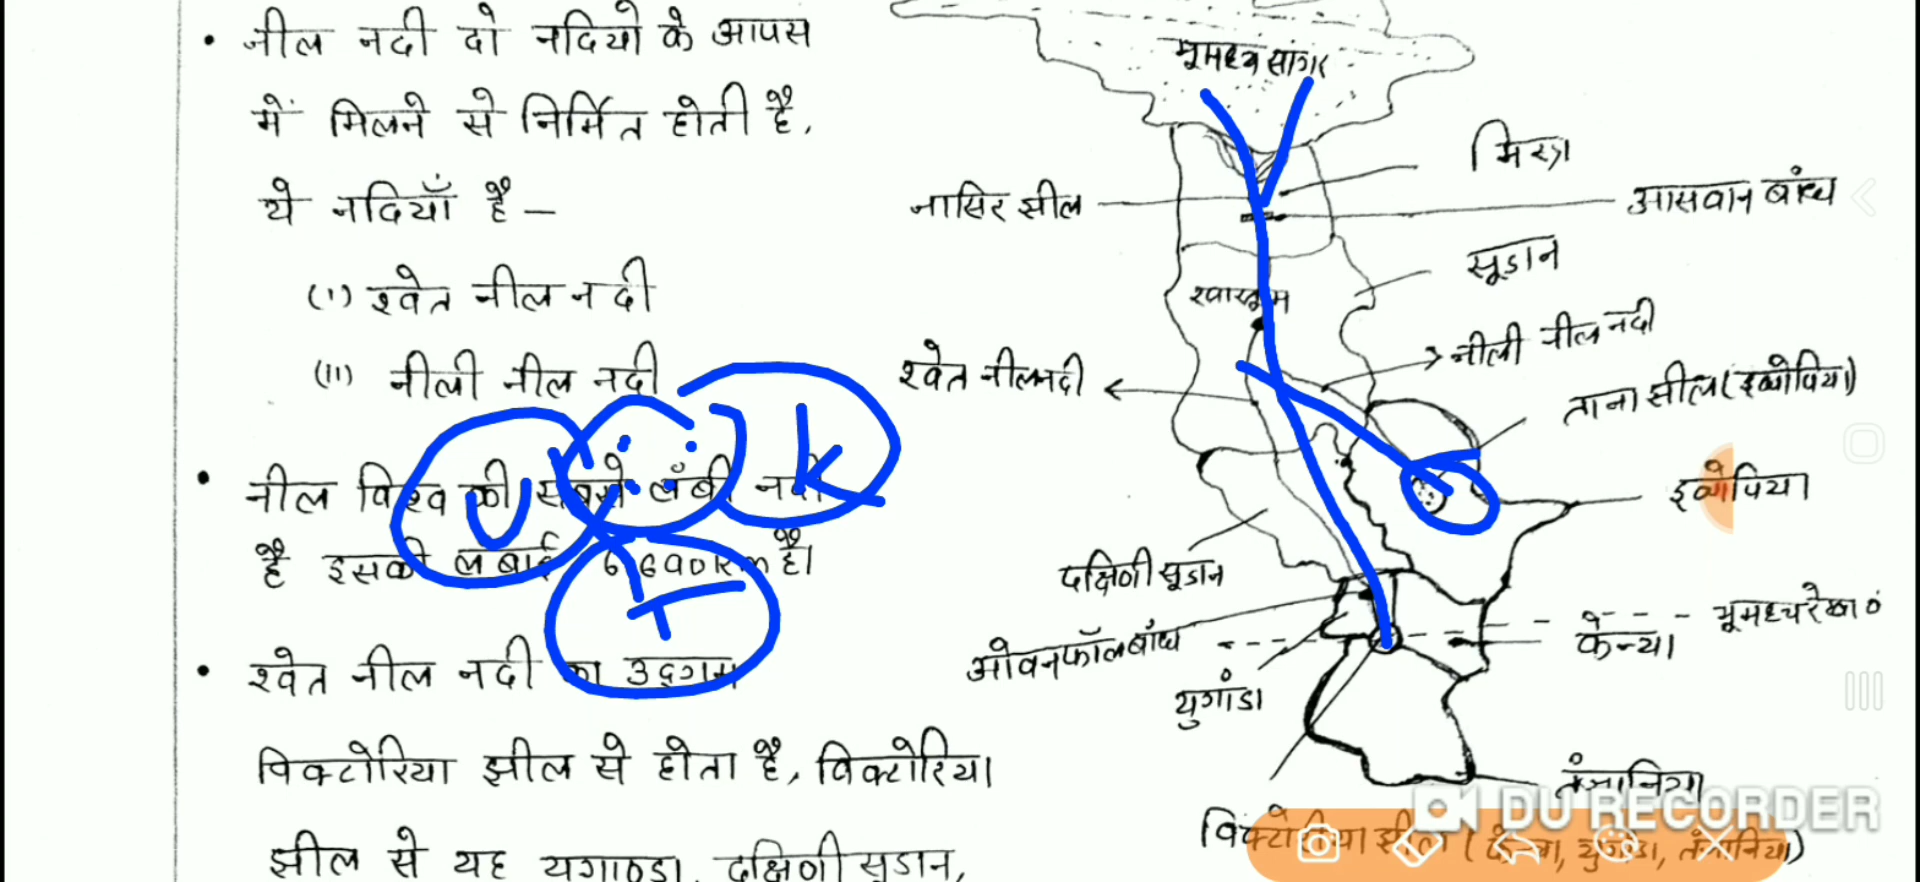 • नील नदी दो नदियो के आपस
में मिलने से निर्मित होती है,
ये नदियाँ है –
(I) श्वेत नील नदी
(II) नीली नील नदी
• नील विश्व की सबसे लँबी नदी
है इसकी लबाई 6690Km है।
• श्वेत नील नदी का उद्गम
विक्टोरिया झील से होता है, विक्टोरिया
झील से यह युगाण्डा, दक्षिणी सूडान,
U K T
भूमध्य सागर
मिस्र
नासिर झील
आसवान बांध
सूडान
खारतूम
नीली नील नदी
श्वेत नीलनदी
ताना झील (इथोपिया)
इथोपिया
दक्षिणी सूडान
ओवनफॉल बांध
भूमध्य रेखा 0
केन्या
युगांडा
तंजानिया
विक्टोरिया झील (केन्या, युगांडा, तंजानिया)
DU RECORDER